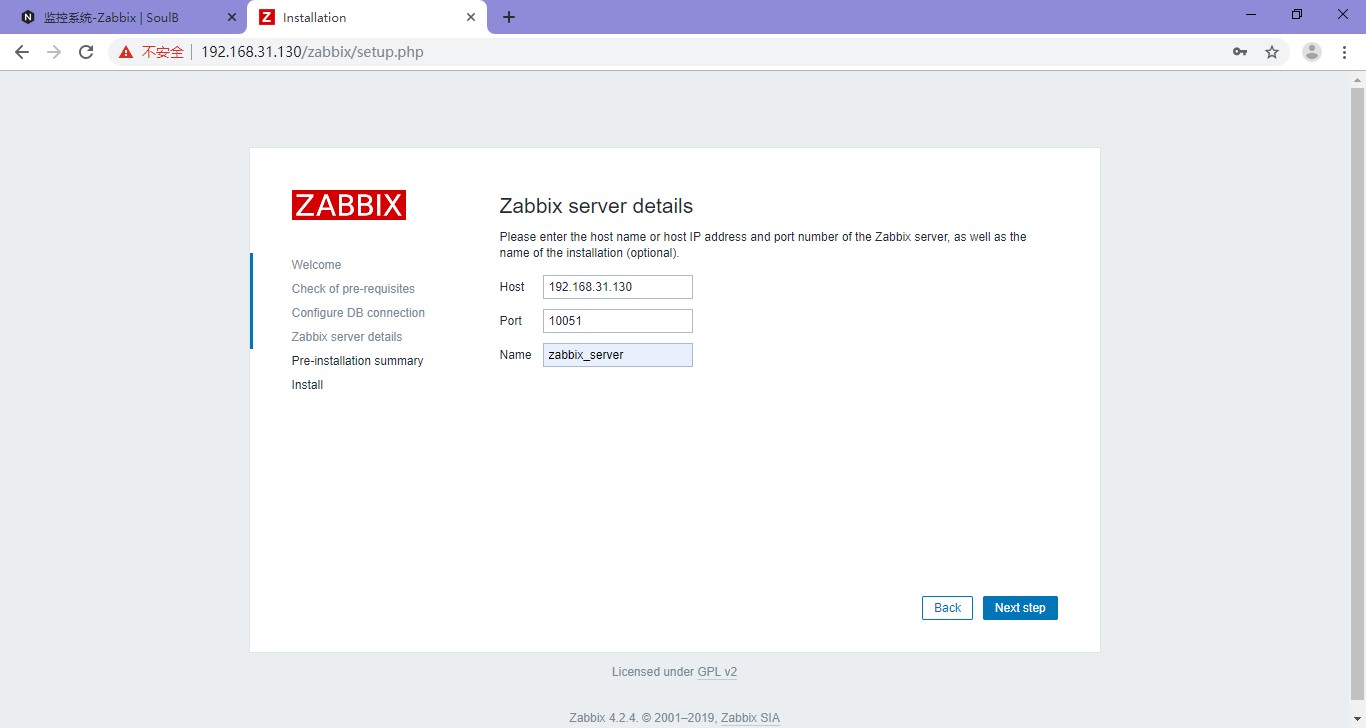 监控系统-Zabbix | SoulB
Installation
不安全 192.168.31.130/zabbix/setup.php
ZABBIX
Welcome
Check of pre-requisites
Configure DB connection
Zabbix server details
Pre-installation summary
Install
Zabbix server details
Please enter the host name or host IP address and port number of the Zabbix server, as well as the
name of the installation (optional).
Host 192.168.31.130
Port 10051
Name zabbix_server
Back Next step
Licensed under GPL v2
Zabbix 4.2.4. © 2001–2019, Zabbix SIA